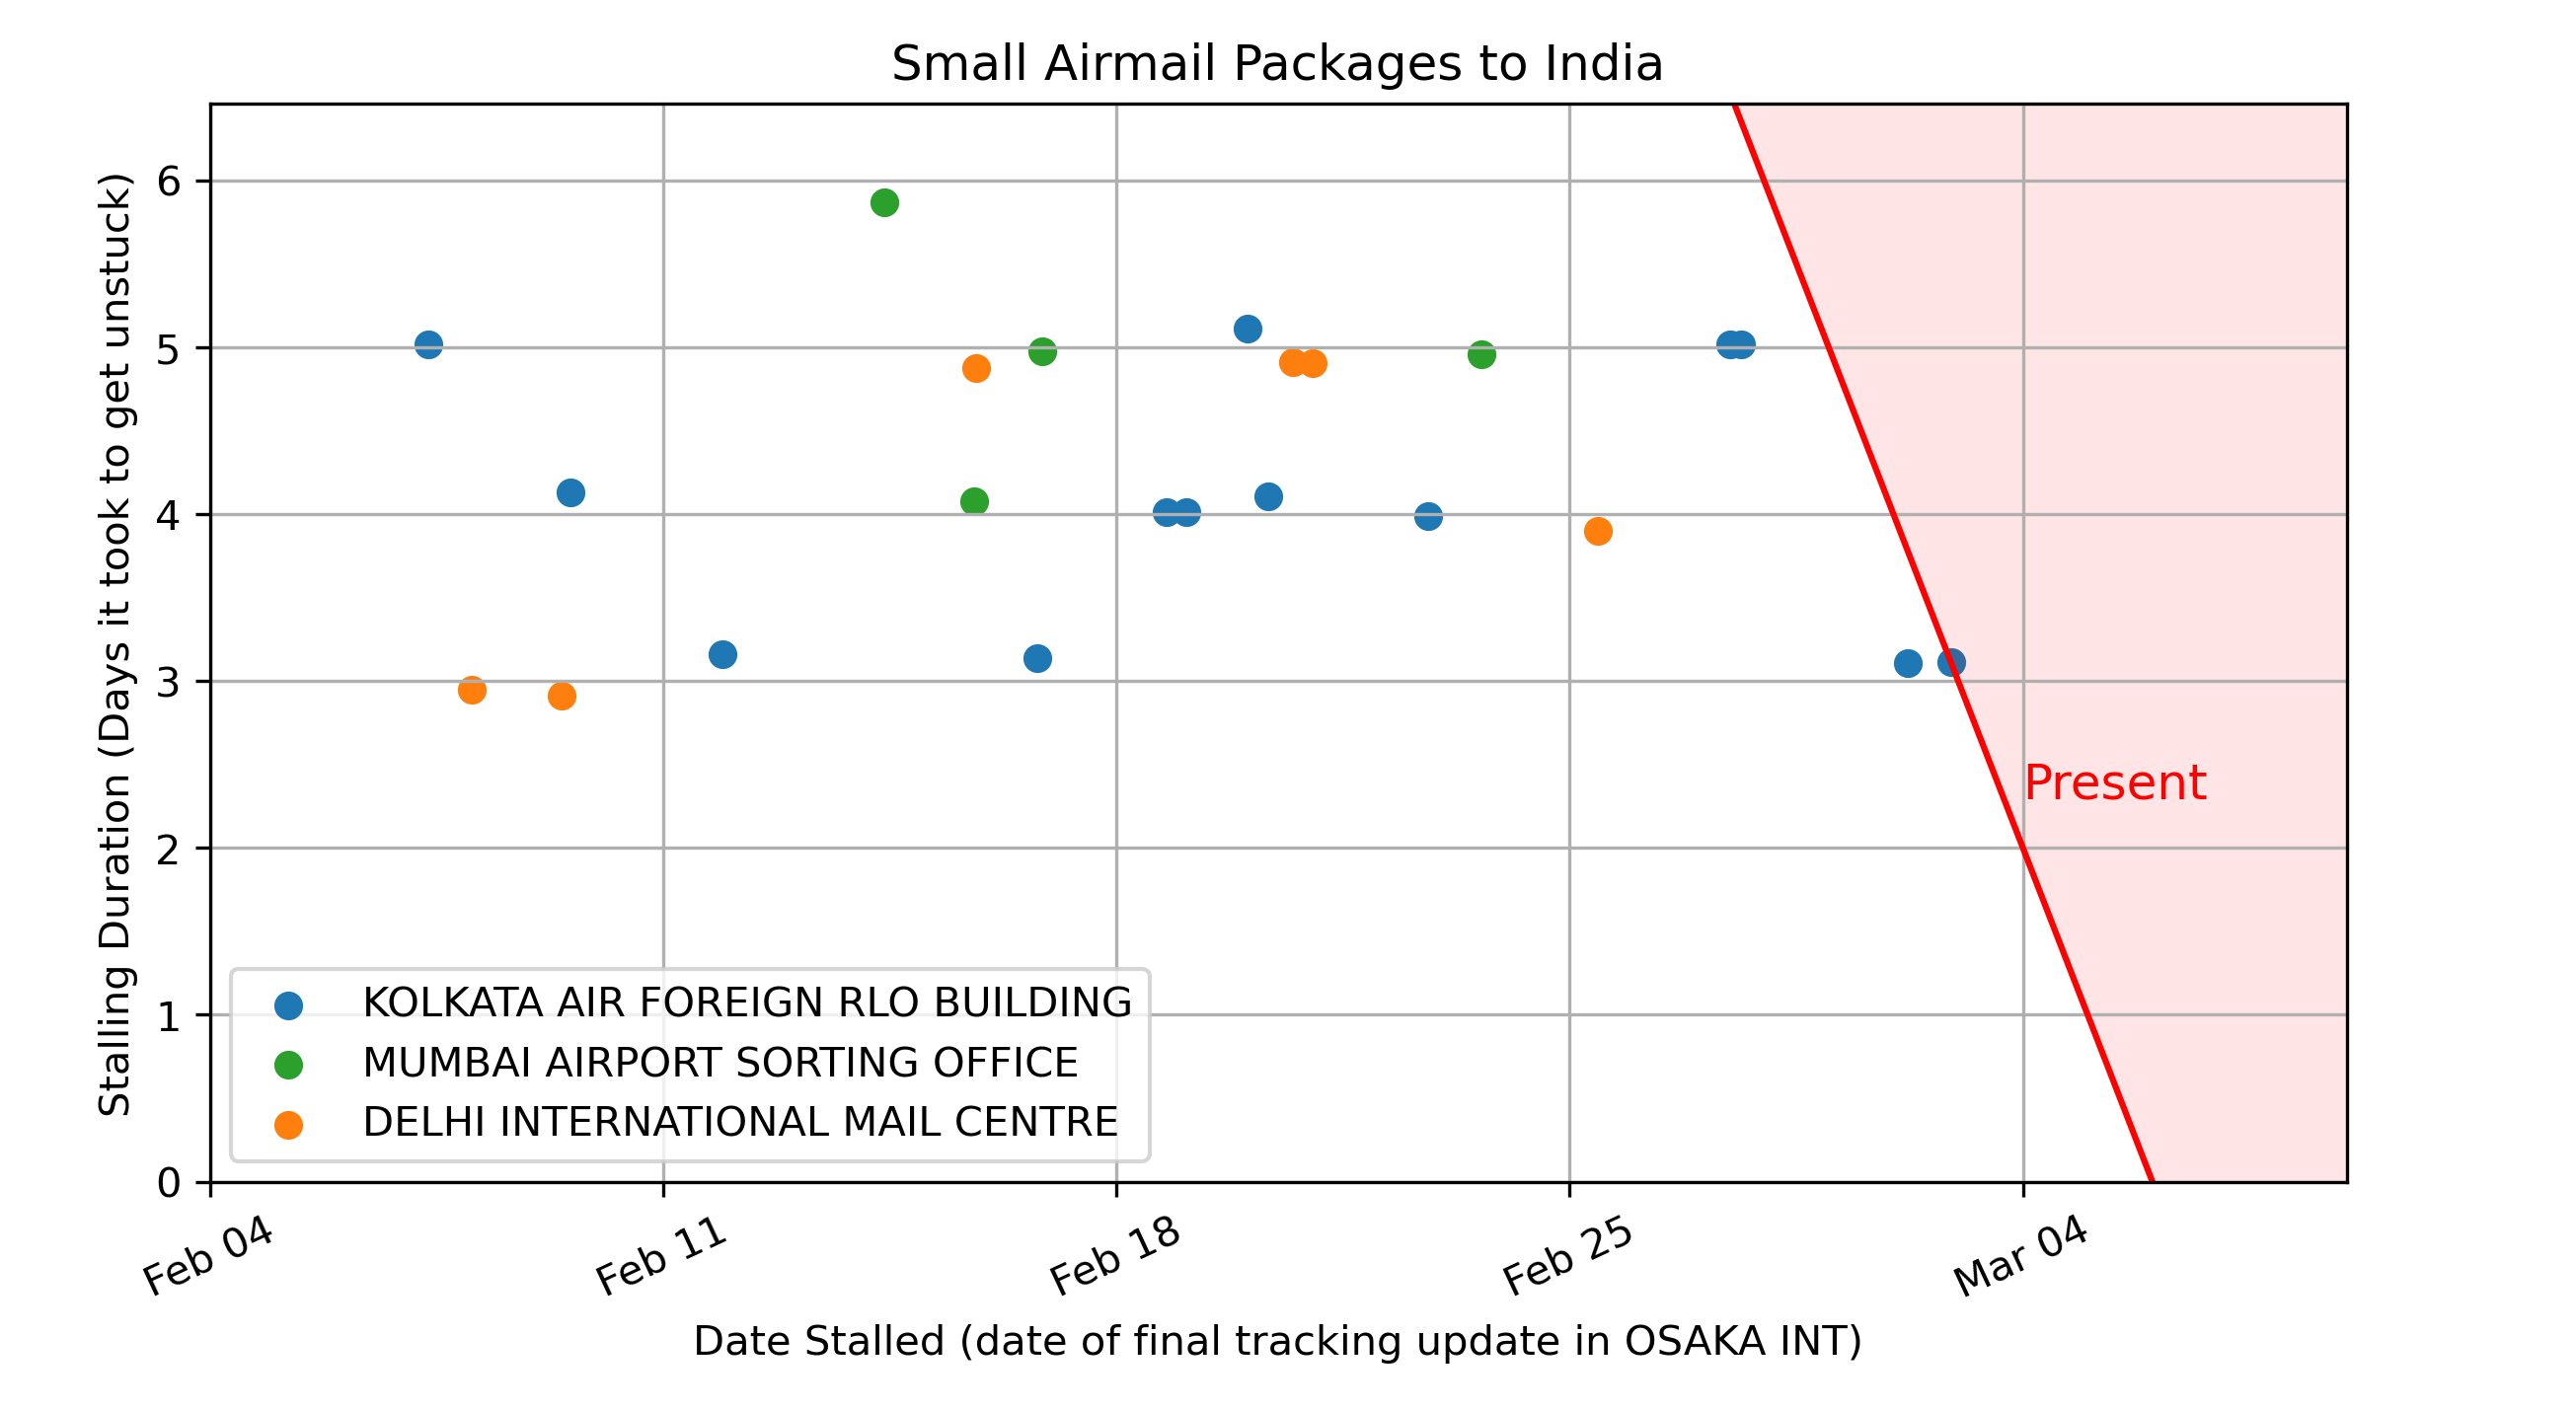 Small Airmail Packages to India
Stalling Duration (Days it took to get unstuck)
6
5
4
3
2
1
0
Present
KOLKATA AIR FOREIGN RLO BUILDING
MUMBAI AIRPORT SORTING OFFICE
DELHI INTERNATIONAL MAIL CENTRE
Feb 04
Feb 11
Feb 18
Feb 25
Mar 04
Date Stalled (date of final tracking update in OSAKA INT)